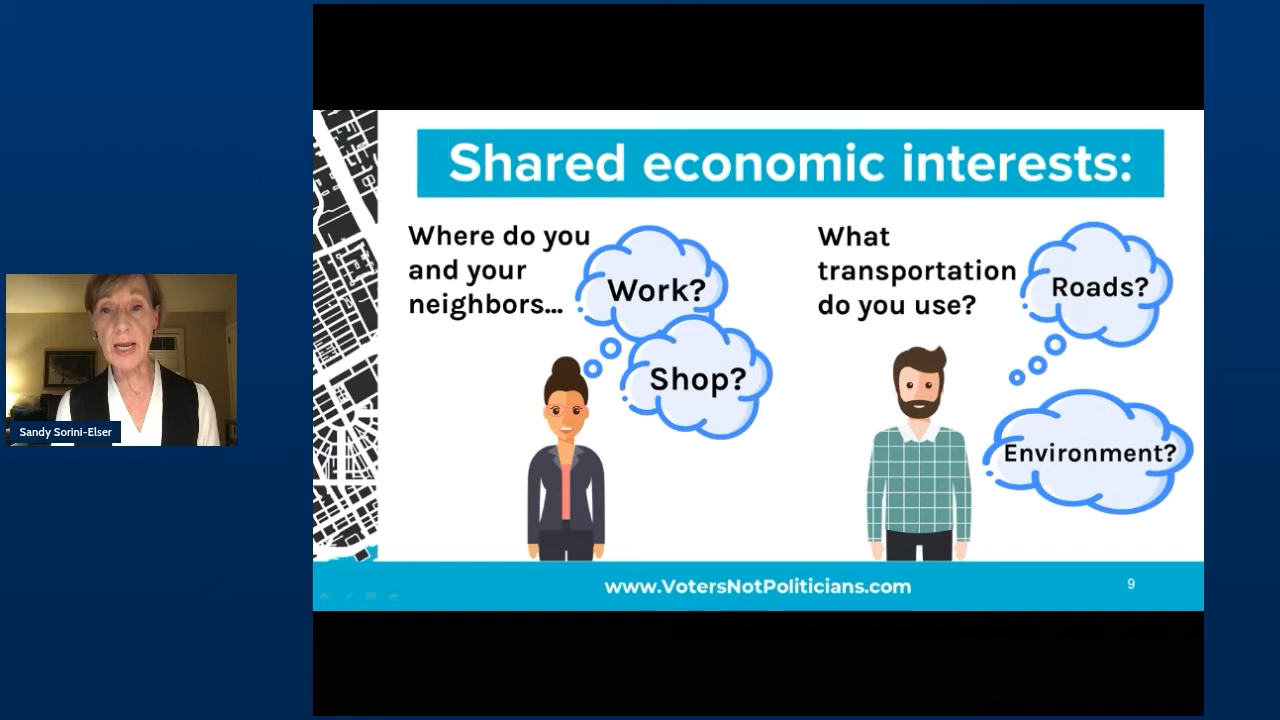 Shared economic interests:
Where do you
and your
neighbors...
Work?
Shop?
What
transportation
do you use?
Roads?
Environment?
Sandy Sorini-Elser
www.VotersNotPoliticians.com
9